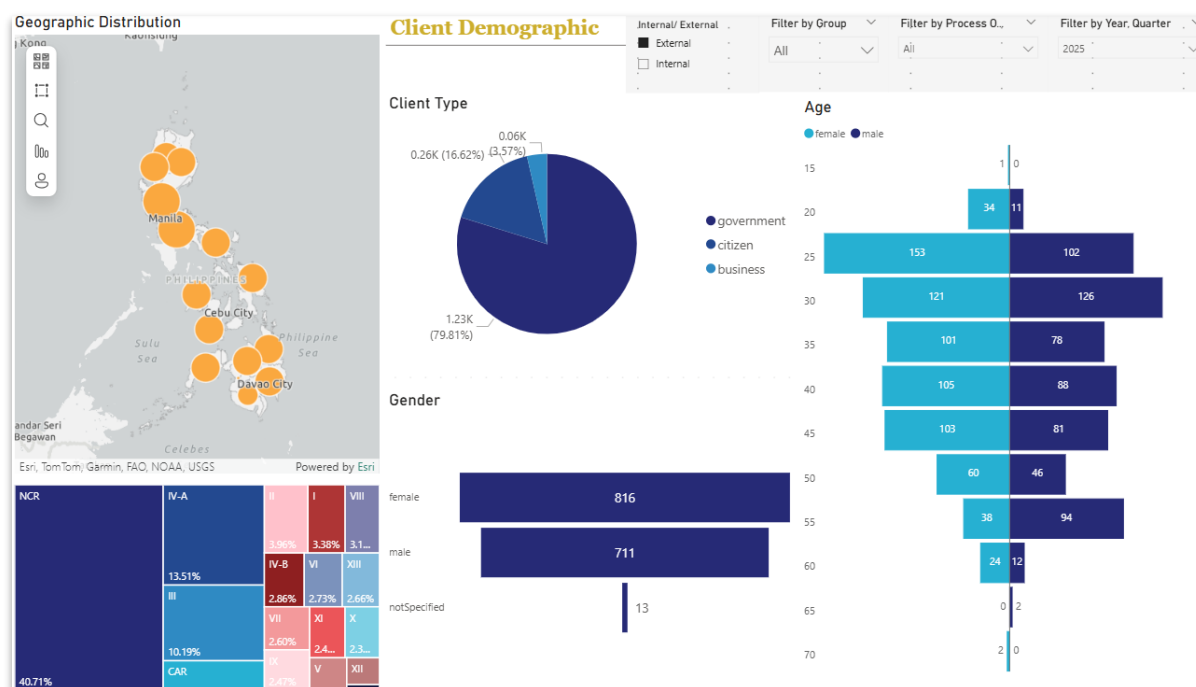 Geographic Distribution
Kaohsiung
g Kong
Manila
PHILIPPINES
Cebu City
Philippine
Sea
Sulu
Sea
Davao City
andar Seri
Begawan
Celebes
Esri, TomTom, Garmin, FAO, NOAA, USGS
Powered by Esri
NCR
40.71%
IV-A
13.51%
III
10.19%
CAR
II
3.96%
I
3.38%
VIII
3.1...
IV-B
2.86%
VI
2.73%
XIII
2.66%
VII
2.60%
XI
2.4...
X
2.3...
IX
2.47%
V
XII
Client Demographic
Internal/ External
External
Internal
Filter by Group
All
Filter by Process O...
All
Filter by Year, Quarter
2025
Client Type
0.06K
(3.57%)
0.26K (16.62%)
1.23K
(79.81%)
government
citizen
business
Gender
female
816
male
711
notSpecified
13
Age
female male
15 1 0
20 34 11
25 153 102
30 121 126
35 101 78
40 105 88
45 103 81
50 60 46
55 38 94
60 24 12
65 0 2
70 2 0